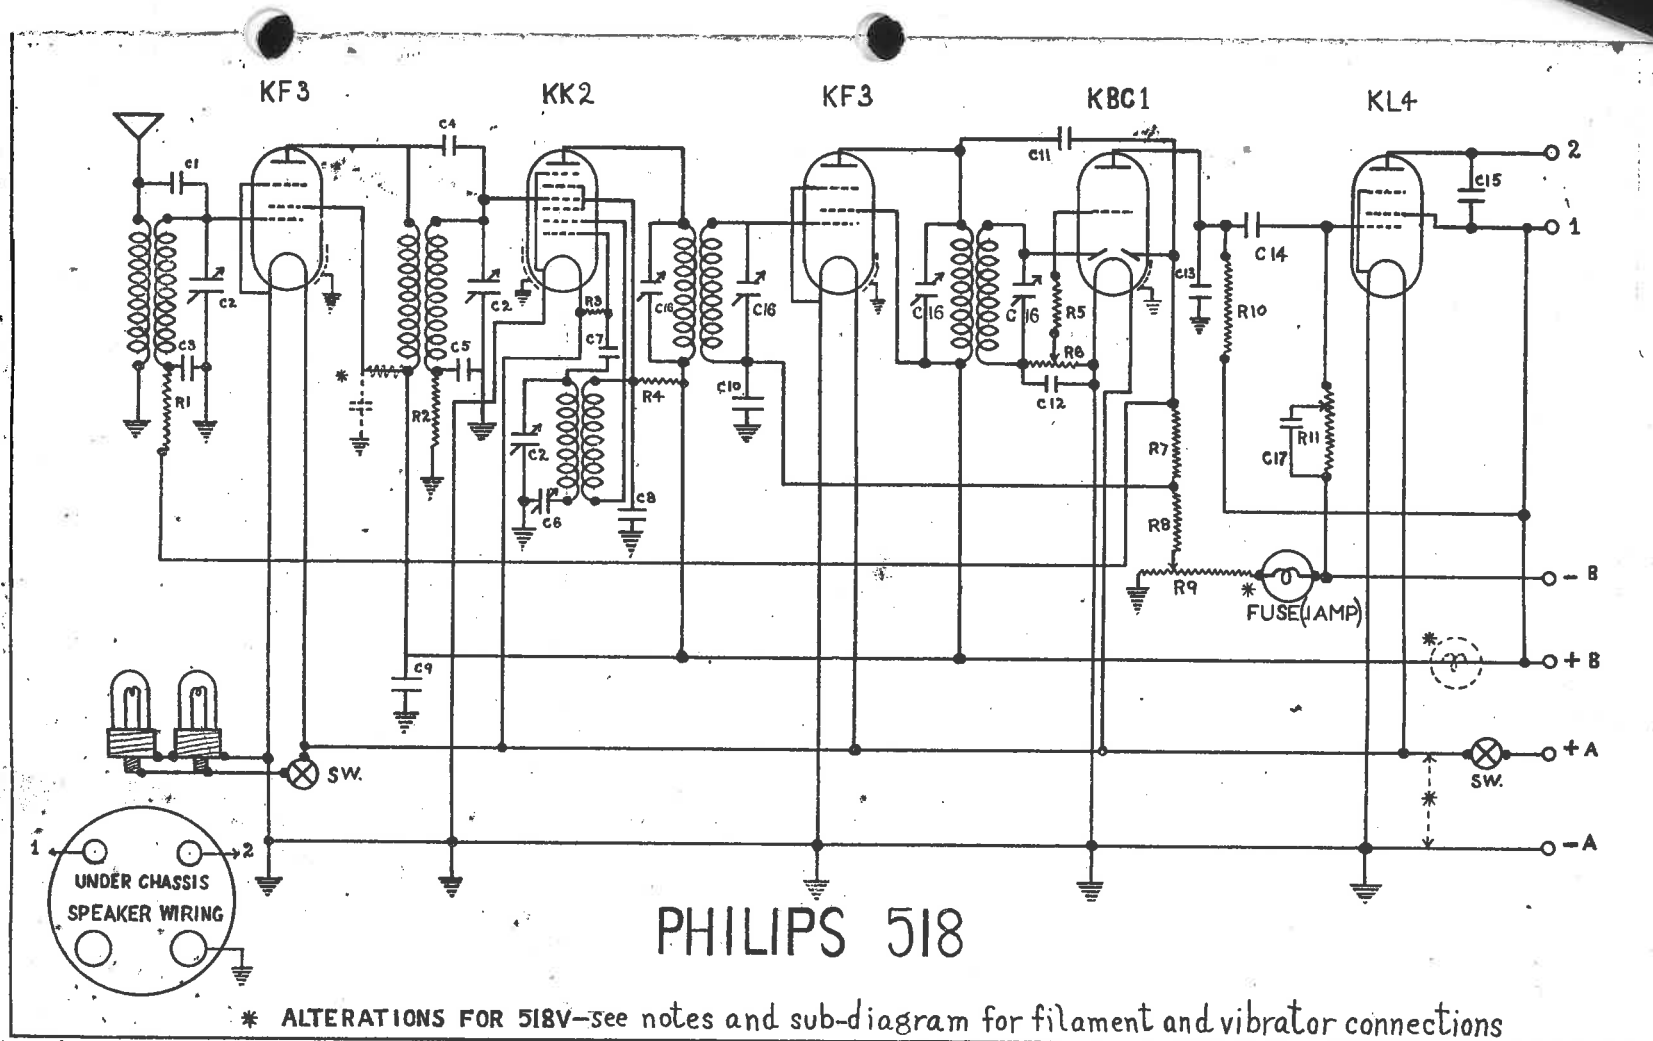 KF3 KK2 KF3 KBC1 KL4
C4 2
C11
C1 C15
1
C14
C2 C2 R3 C16 C16 C16 C16 R5 C13 R10
C3 C5 C7 R6
* R1 R2 R4 C10 C12
C2 R7 R11
C17
C6 C8 R8
R9 * FUSE(LAMP) - B
*
C9 + B
SW. + A
SW.
*
1 2 - A
UNDER CHASSIS
SPEAKER WIRING
PHILIPS 518
* ALTERATIONS FOR 518V-see notes and sub-diagram for filament and vibrator connections